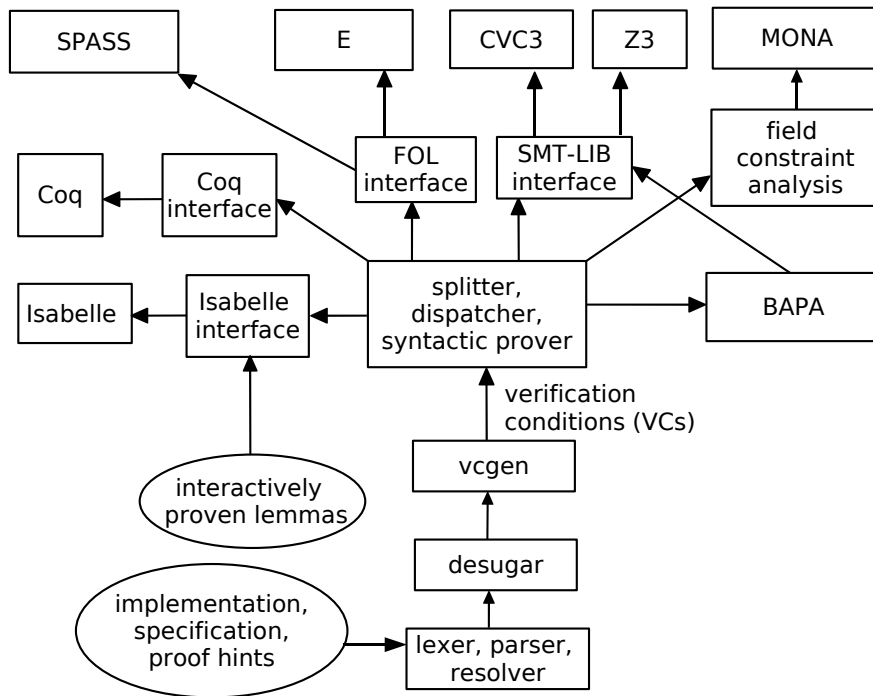 SPASS
E
CVC3
Z3
MONA
FOL
interface
SMT-LIB
interface
field
constraint
analysis
Coq
Coq
interface
Isabelle
Isabelle
interface
splitter,
dispatcher,
syntactic prover
BAPA
verification
conditions (VCs)
vcgen
interactively
proven lemmas
desugar
implementation,
specification,
proof hints
lexer, parser,
resolver